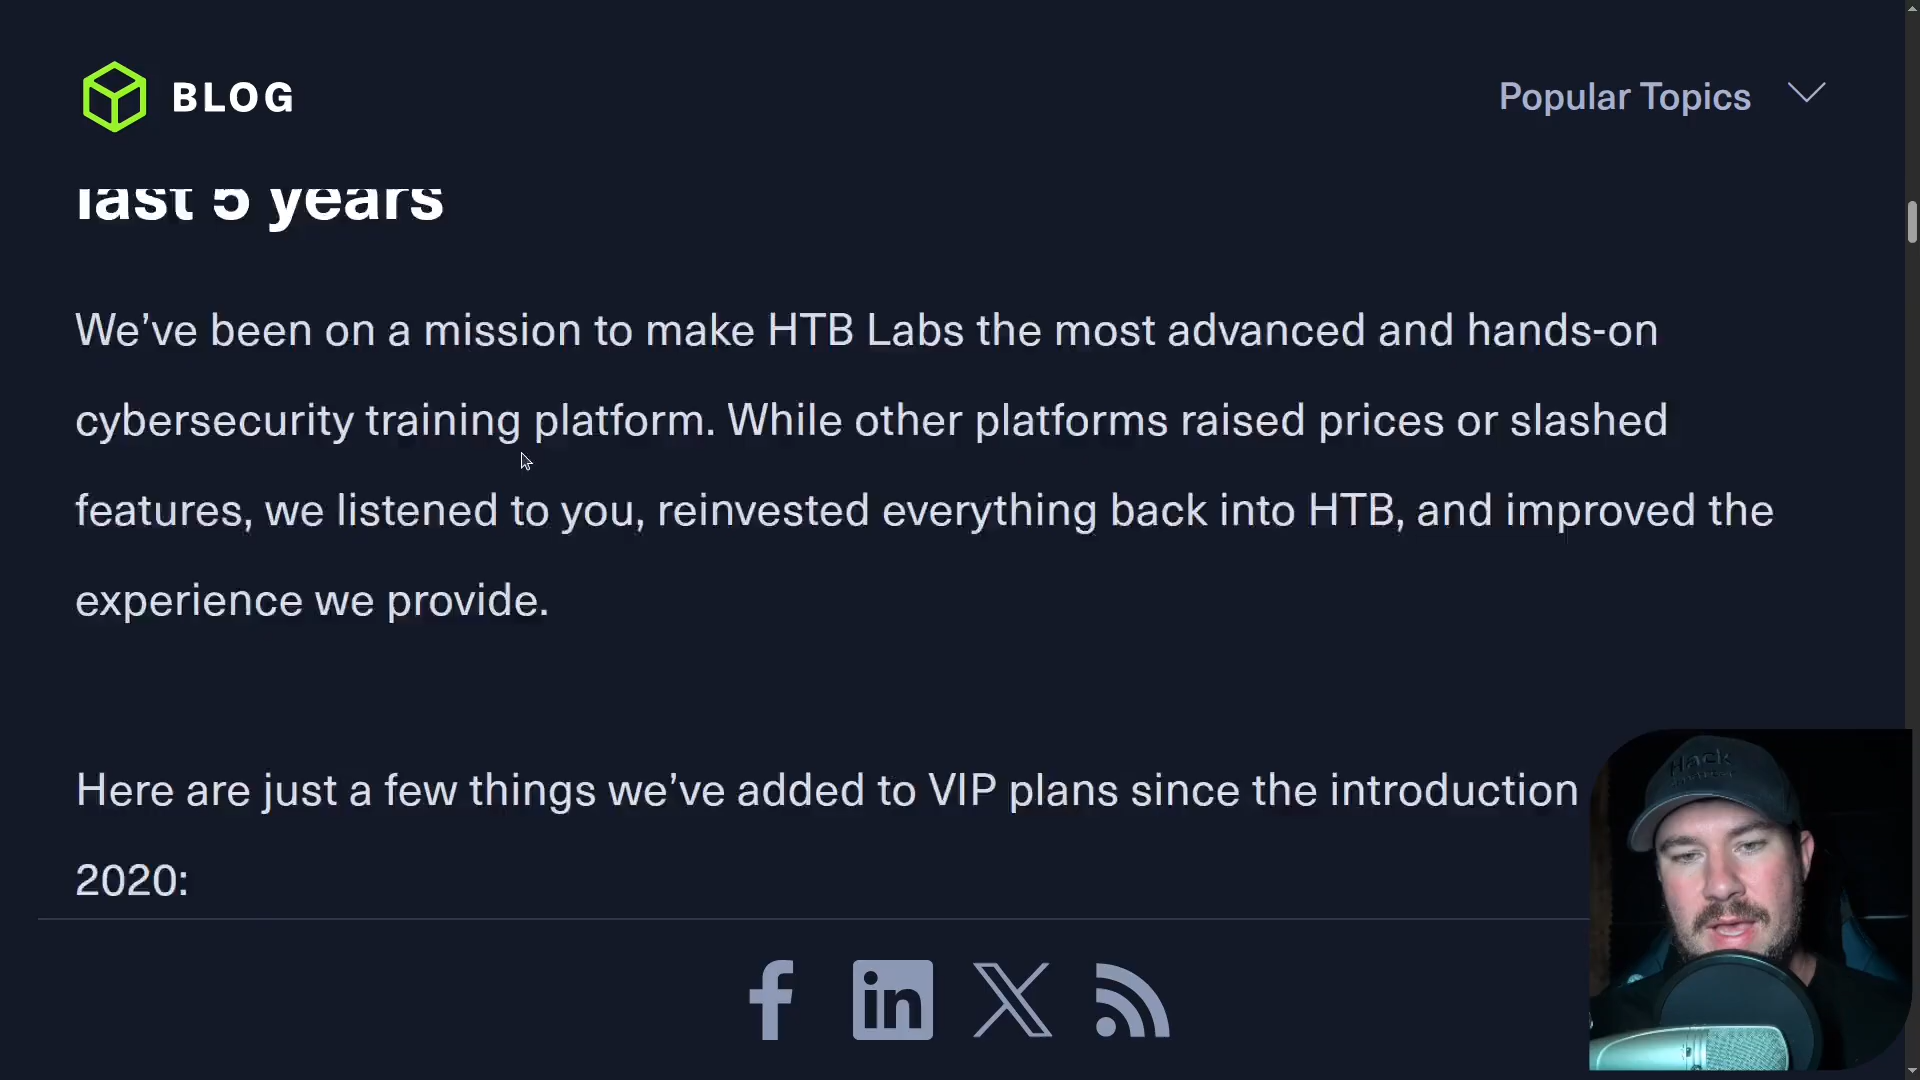 BLOG
Popular Topics
last 5 years
We’ve been on a mission to make HTB Labs the most advanced and hands-on
cybersecurity training platform. While other platforms raised prices or slashed
features, we listened to you, reinvested everything back into HTB, and improved the
experience we provide.
Here are just a few things we’ve added to VIP plans since the introduction
2020:
Hack